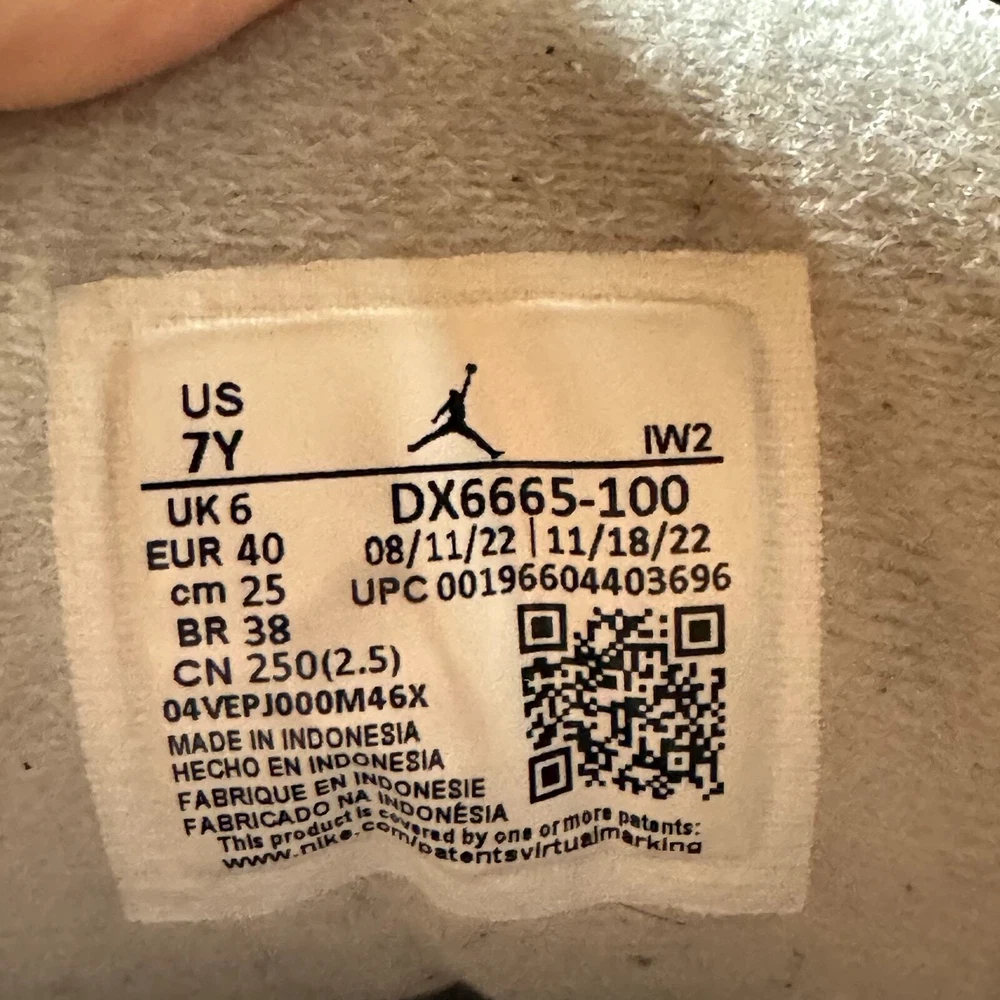 US
7Y
IW2
UK 6
DX6665-100
EUR 40
08/11/22 | 11/18/22
cm 25
UPC 00196604403696
BR 38
CN 250(2.5)
04VEPJ000M46X
MADE IN INDONESIA
HECHO EN INDONESIA
FABRIQUE EN INDONESIE
FABRICADO NA INDONÉSIA
This product is covered by one or more patents:
www.nike.com/patentsvirtualmarking